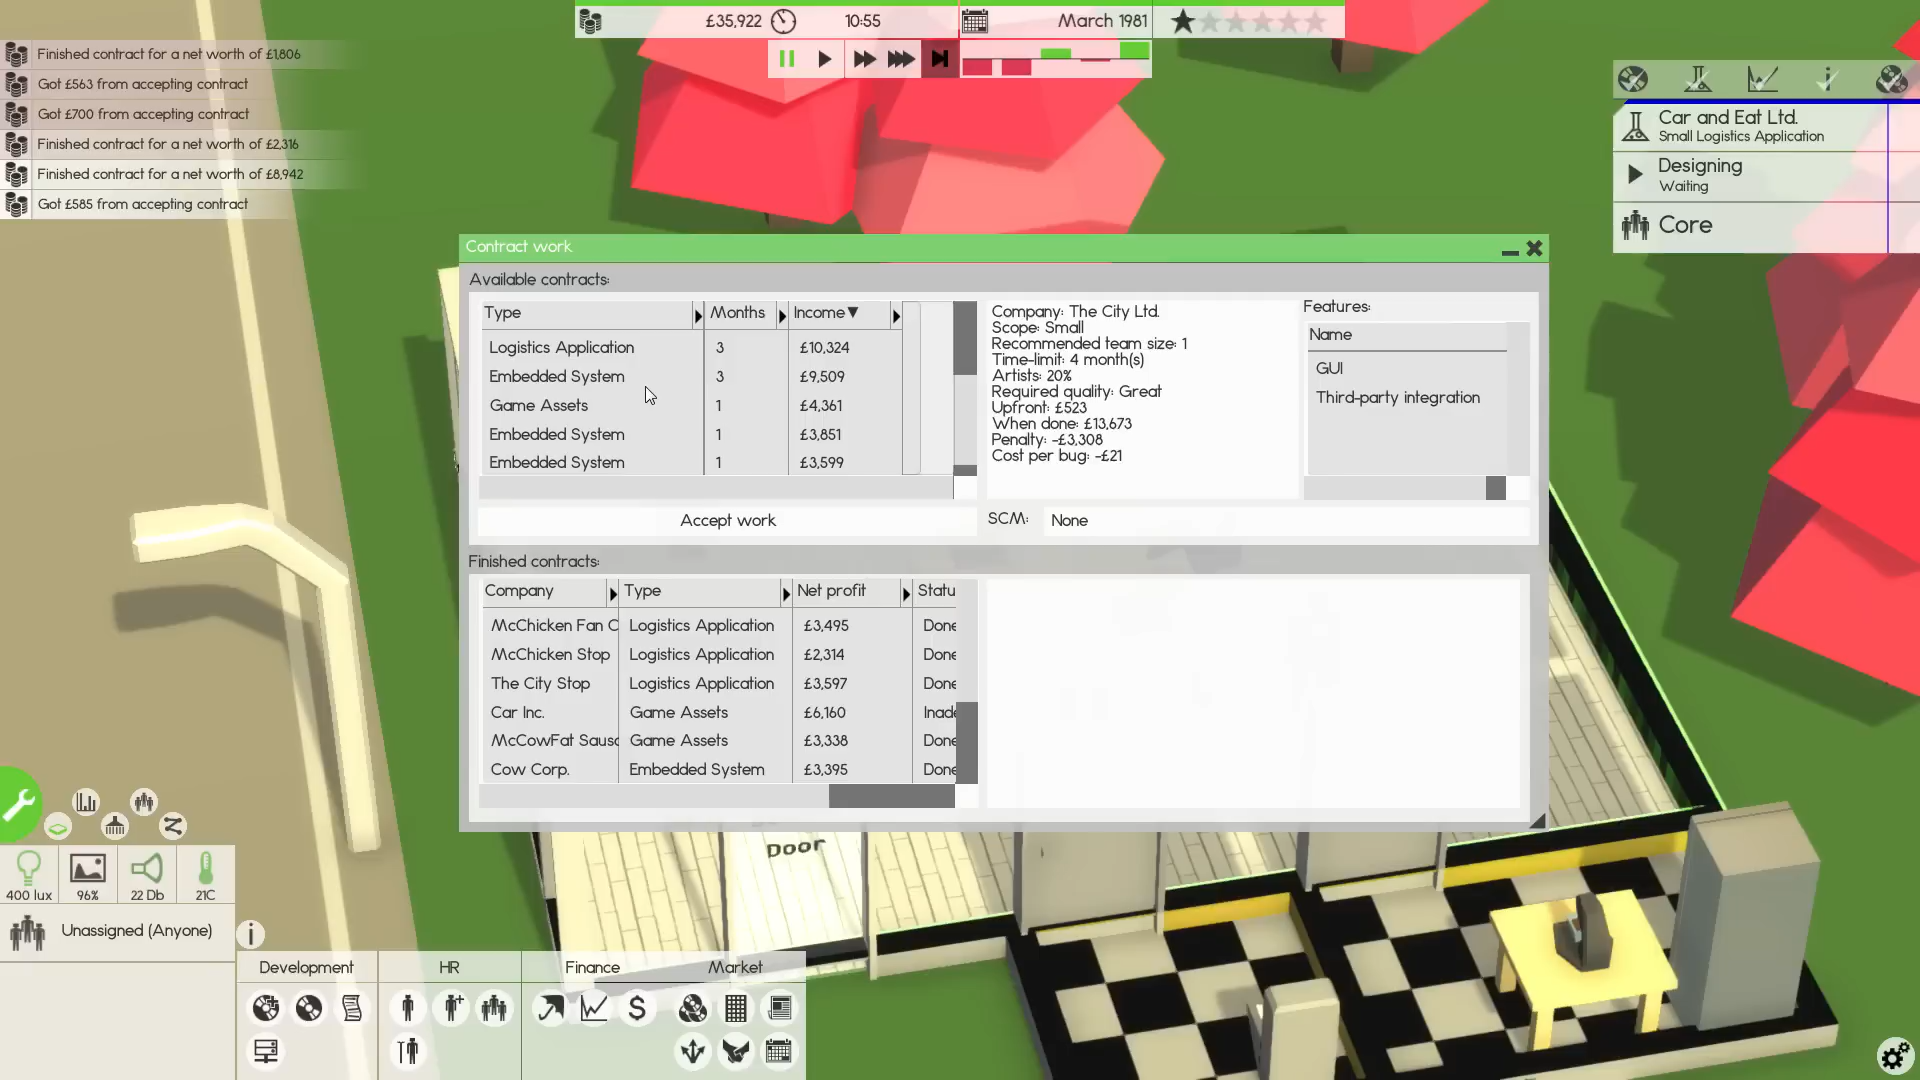 £35,922
10:55
March 1981
Finished contract for a net worth of £1,806
Got £563 from accepting contract
Got £700 from accepting contract
Finished contract for a net worth of £2,316
Finished contract for a net worth of £8,942
Got £585 from accepting contract
Car and Eat Ltd.
Small Logistics Application
Designing
Waiting
Core
Contract work
Available contracts:
Type Months Income▼
Logistics Application 3 £10,324
Embedded System 3 £9,509
Game Assets 1 £4,361
Embedded System 1 £3,851
Embedded System 1 £3,599
Company: The City Ltd.
Scope: Small
Recommended team size: 1
Time-limit: 4 month(s)
Artists: 20%
Required quality: Great
Upfront: £523
When done: £13,673
Penalty: -£3,308
Cost per bug: -£21
Features:
Name
GUI
Third-party integration
Accept work
SCM: None
Finished contracts:
Company Type Net profit Statu
McChicken Fan C Logistics Application £3,495 Done
McChicken Stop Logistics Application £2,314 Done
The City Stop Logistics Application £3,597 Done
Car Inc. Game Assets £6,160 Inade
McCowFat Sausa Game Assets £3,338 Done
Cow Corp. Embedded System £3,395 Done
Door
400 lux 96% 22 Db 21C
Unassigned (Anyone)
i
Development HR Finance Market